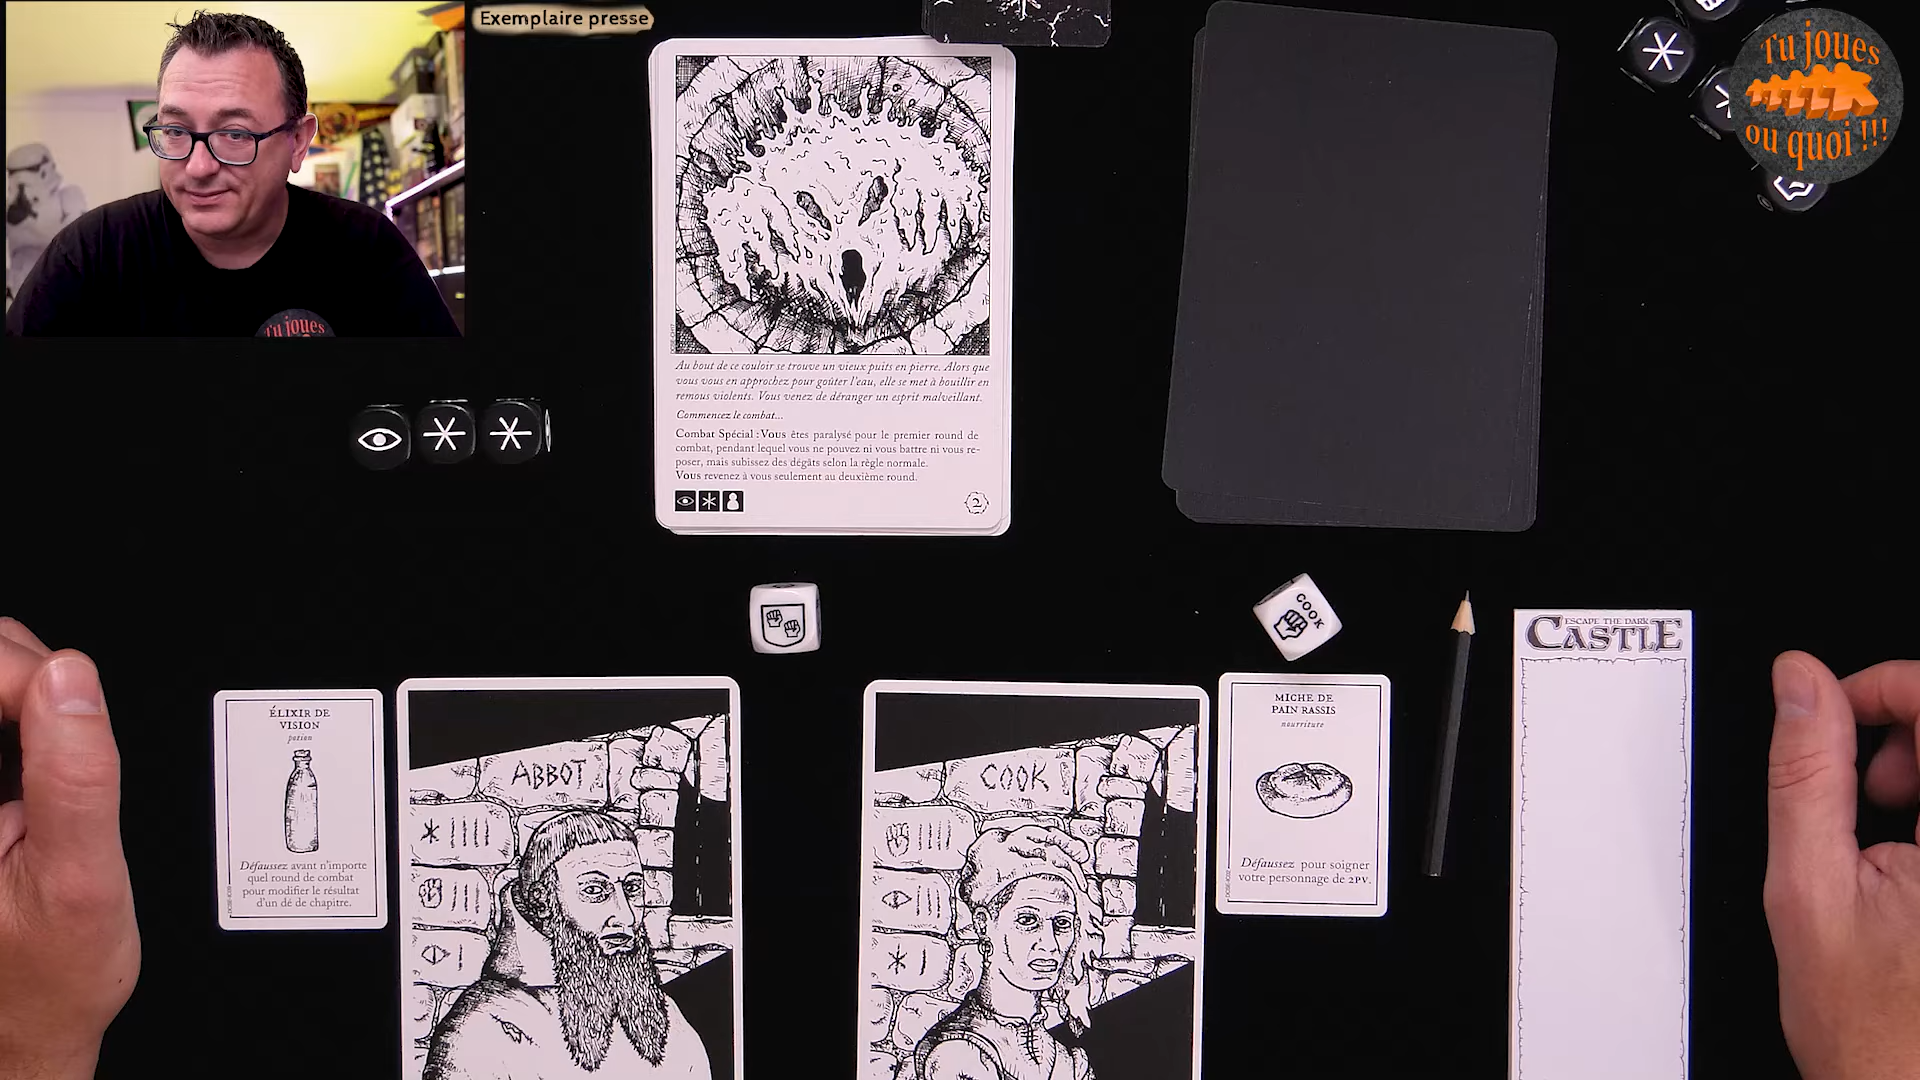 Exemplaire presse
Tu joues
ou quoi !!!
Tu joues
Au bout de ce couloir se trouve un vieux puits en pierre. Alors que
vous vous en approchez pour goûter l'eau, elle se met à bouillir en
remous violents. Vous venez de déranger un esprit malveillant.
Commencez le combat...
Combat Spécial : Vous êtes paralysé pour le premier round de
combat, pendant lequel vous ne pouvez ni vous battre ni vous re-
poser, mais subissez des dégâts selon la règle normale.
Vous revenez à vous seulement au deuxième round.
2
COOK
ESCAPE THE DARK
CASTLE
ÉLIXIR DE
VISION
potion
Défaussez avant n'importe
quel round de combat
pour modifier le résultat
d'un dé de chapitre.
ABBOT
COOK
MICHE DE
PAIN RASSIS
nourriture
Défaussez pour soigner
votre personnage de 2PV.